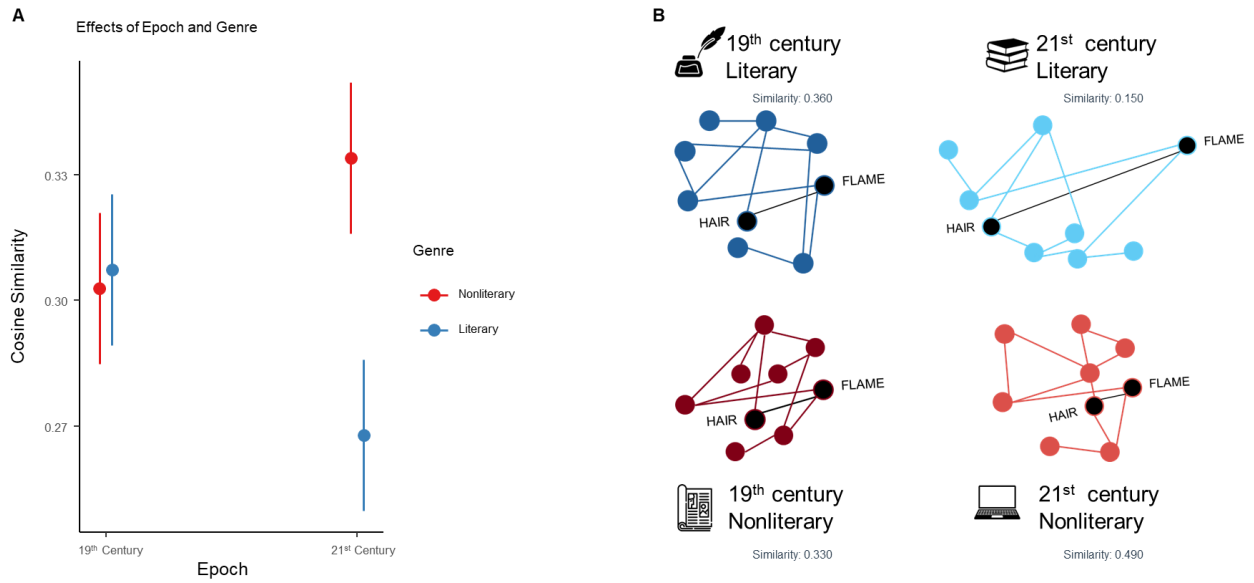 A
Effects of Epoch and Genre
Cosine Similarity
0.33
0.30
0.27
19th Century
21st Century
Epoch
Genre
Nonliterary
Literary
B
19th century
Literary
Similarity: 0.360
FLAME
HAIR
21st century
Literary
Similarity: 0.150
FLAME
HAIR
FLAME
HAIR
19th century
Nonliterary
Similarity: 0.330
FLAME
HAIR
21st century
Nonliterary
Similarity: 0.490